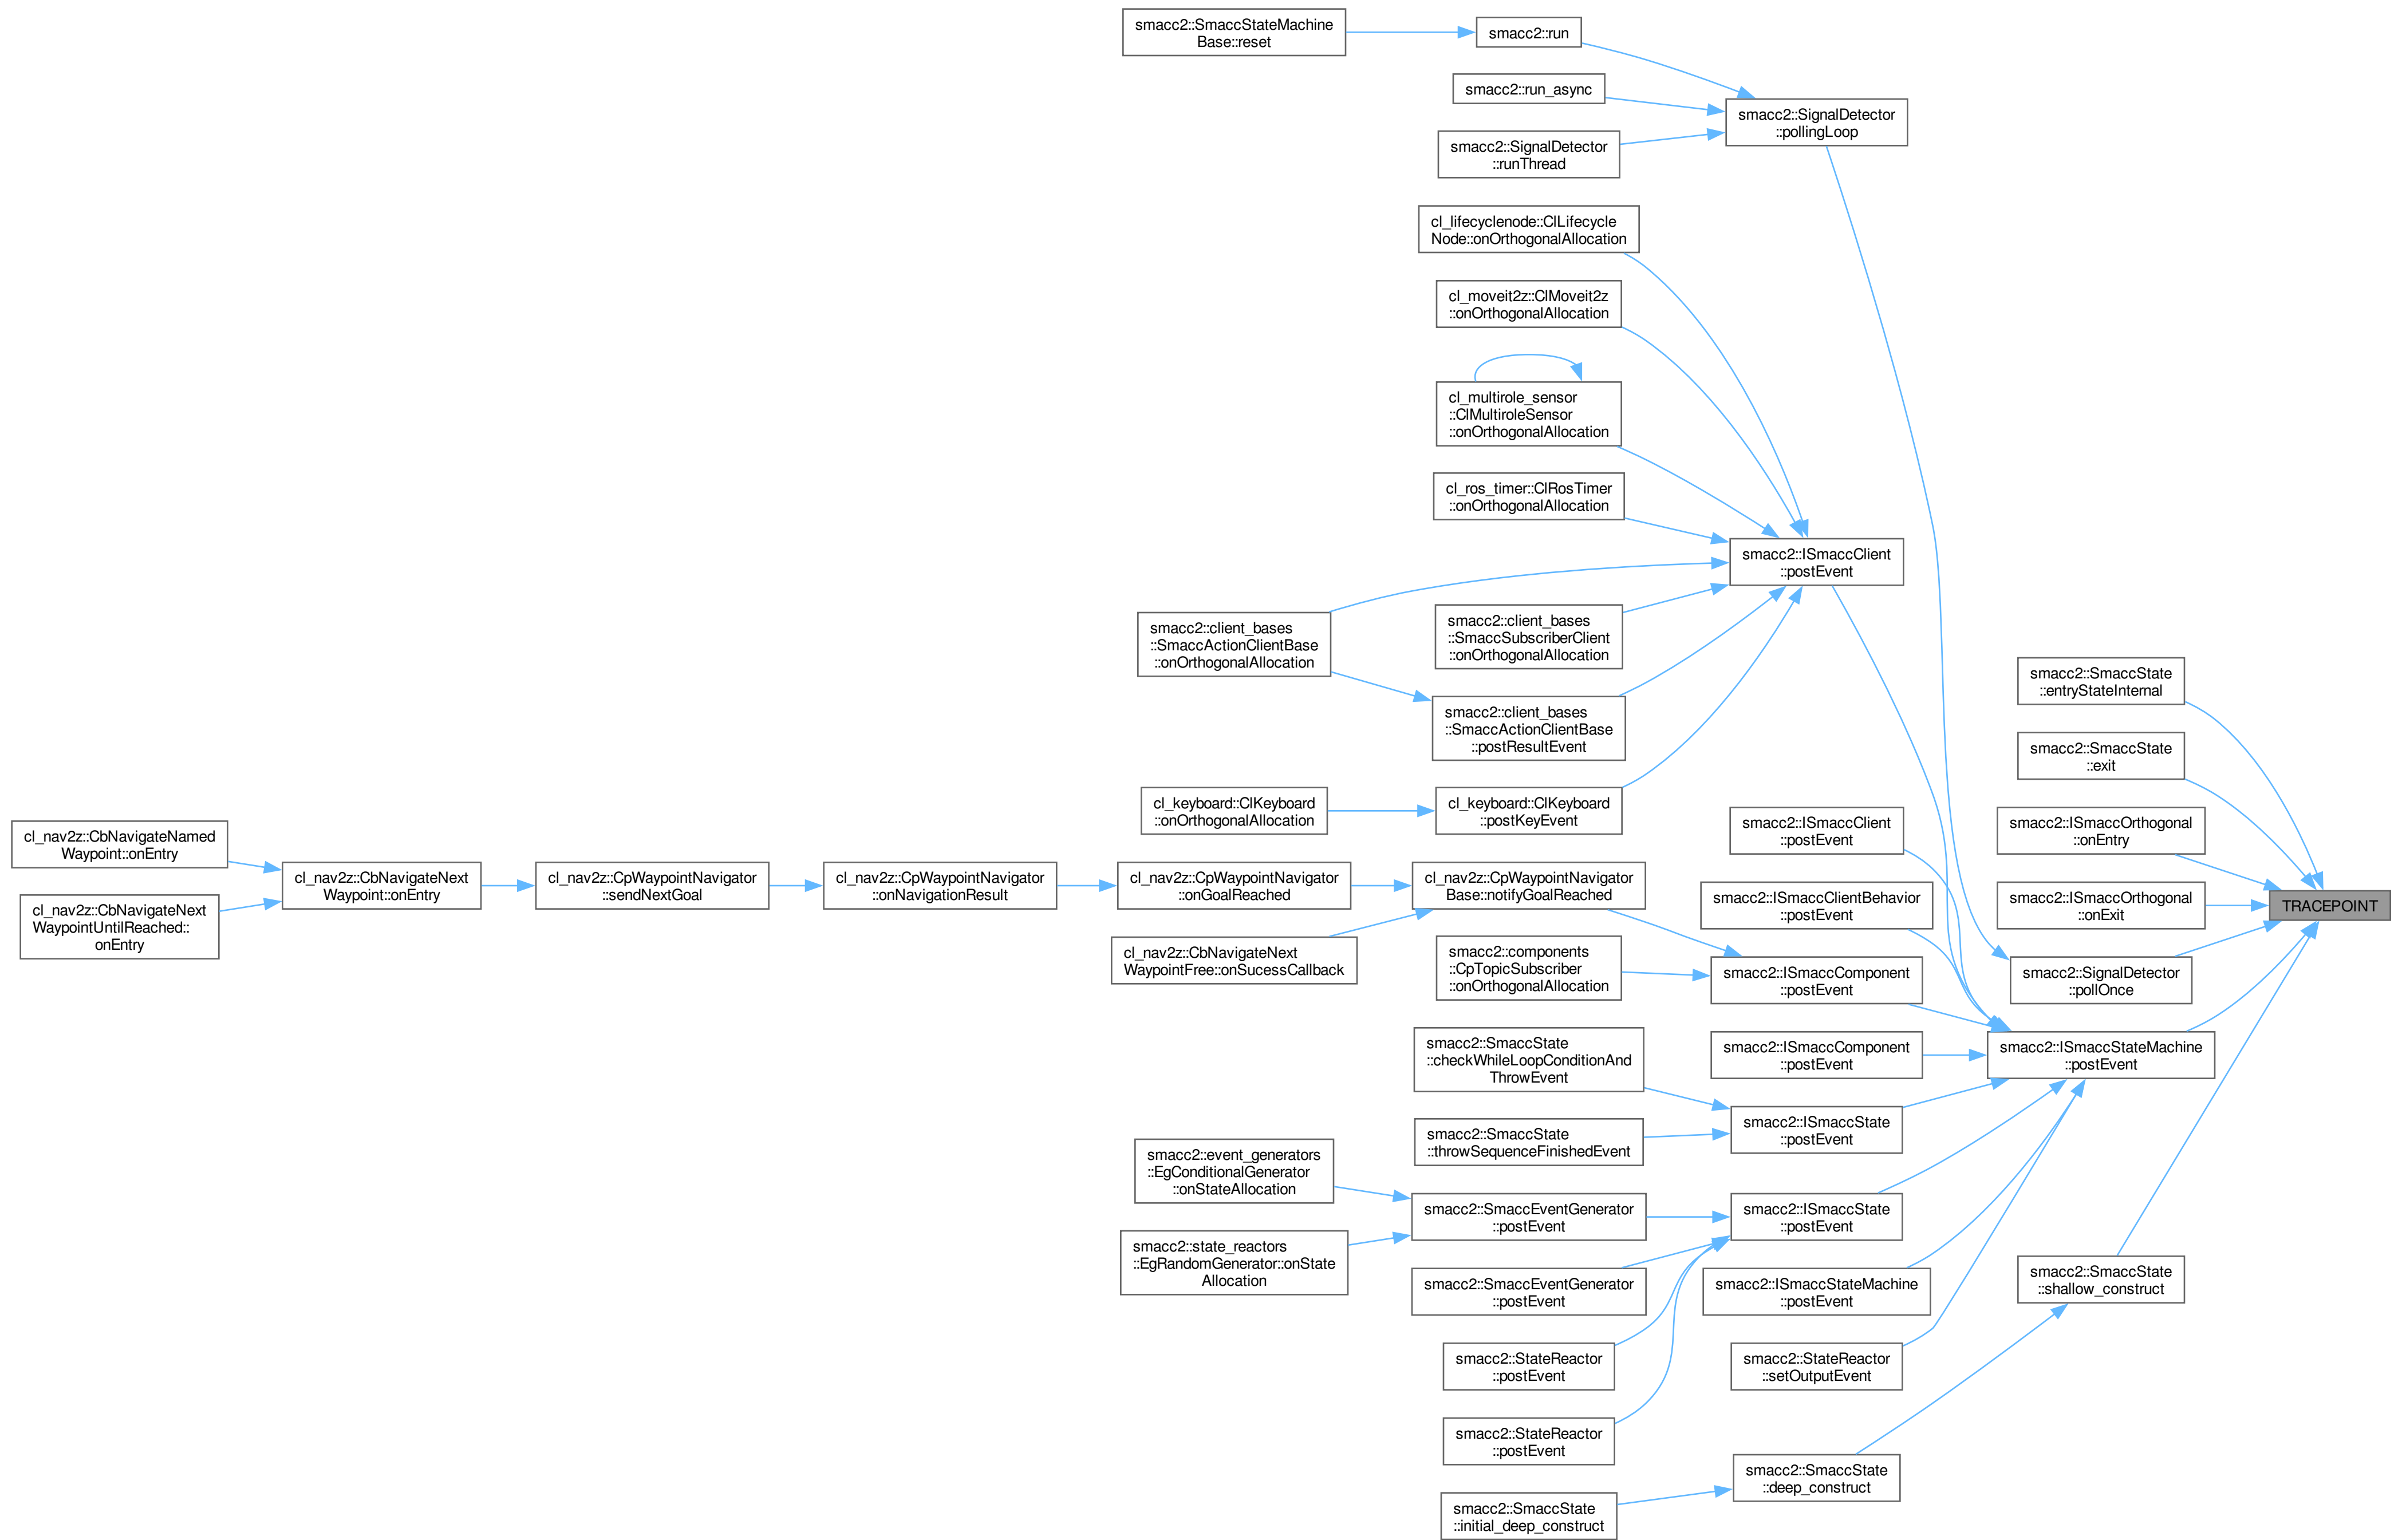 smacc2::SmaccStateMachine
Base::reset
smacc2::run
smacc2::run_async
smacc2::SignalDetector
::pollingLoop
smacc2::SignalDetector
::runThread
cl_lifecyclenode::ClLifecycle
Node::onOrthogonalAllocation
cl_moveit2z::ClMoveit2z
::onOrthogonalAllocation
cl_multirole_sensor
::ClMultiroleSensor
::onOrthogonalAllocation
cl_ros_timer::ClRosTimer
::onOrthogonalAllocation
smacc2::ISmaccClient
::postEvent
smacc2::client_bases
::SmaccActionClientBase
::onOrthogonalAllocation
smacc2::client_bases
::SmaccSubscriberClient
::onOrthogonalAllocation
smacc2::client_bases
::SmaccActionClientBase
::postResultEvent
smacc2::SmaccState
::entryStateInternal
smacc2::SmaccState
::exit
cl_keyboard::ClKeyboard
::onOrthogonalAllocation
cl_keyboard::ClKeyboard
::postKeyEvent
smacc2::ISmaccClient
::postEvent
smacc2::ISmaccOrthogonal
::onEntry
cl_nav2z::CbNavigateNamed
Waypoint::onEntry
cl_nav2z::CbNavigateNext
WaypointUntilReached::
onEntry
cl_nav2z::CbNavigateNext
Waypoint::onEntry
cl_nav2z::CpWaypointNavigator
::sendNextGoal
cl_nav2z::CpWaypointNavigator
::onNavigationResult
cl_nav2z::CpWaypointNavigator
::onGoalReached
cl_nav2z::CpWaypointNavigator
Base::notifyGoalReached
smacc2::ISmaccClientBehavior
::postEvent
smacc2::ISmaccOrthogonal
::onExit
TRACEPOINT
cl_nav2z::CbNavigateNext
WaypointFree::onSucessCallback
smacc2::components
::CpTopicSubscriber
::onOrthogonalAllocation
smacc2::ISmaccComponent
::postEvent
smacc2::SignalDetector
::pollOnce
smacc2::SmaccState
::checkWhileLoopConditionAnd
ThrowEvent
smacc2::ISmaccComponent
::postEvent
smacc2::ISmaccStateMachine
::postEvent
smacc2::SmaccState
::throwSequenceFinishedEvent
smacc2::ISmaccState
::postEvent
smacc2::event_generators
::EgConditionalGenerator
::onStateAllocation
smacc2::SmaccEventGenerator
::postEvent
smacc2::ISmaccState
::postEvent
smacc2::state_reactors
::EgRandomGenerator::onState
Allocation
smacc2::SmaccEventGenerator
::postEvent
smacc2::ISmaccStateMachine
::postEvent
smacc2::SmaccState
::shallow_construct
smacc2::StateReactor
::postEvent
smacc2::StateReactor
::setOutputEvent
smacc2::StateReactor
::postEvent
smacc2::SmaccState
::deep_construct
smacc2::SmaccState
::initial_deep_construct